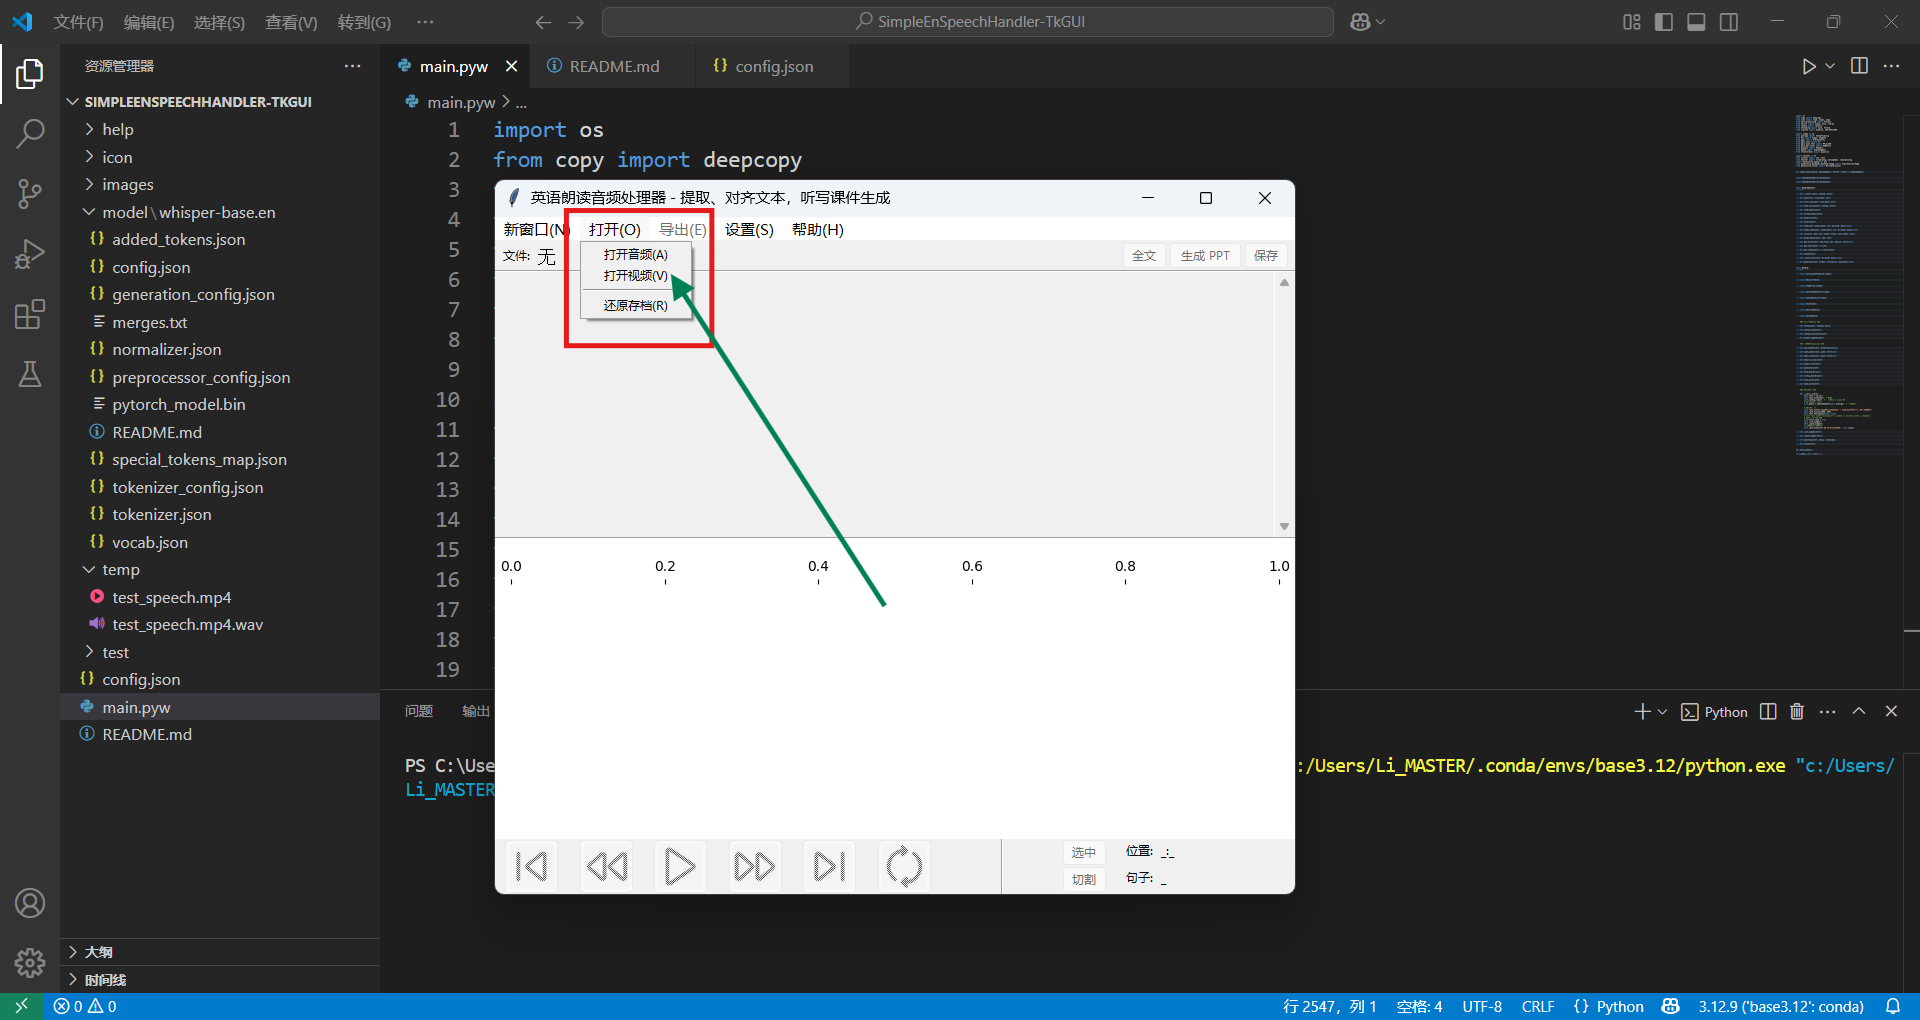 文件(F) 编辑(E) 选择(S) 查看(V) 转到(G) ···
SimpleEnSpeechHandler-TkGUI
资源管理器
SIMPLEENSPEECHHANDLER-TKGUI
help
icon
images
model\whisper-base.en
added_tokens.json
config.json
generation_config.json
merges.txt
normalizer.json
preprocessor_config.json
pytorch_model.bin
README.md
special_tokens_map.json
tokenizer_config.json
tokenizer.json
vocab.json
temp
test_speech.mp4
test_speech.mp4.wav
test
config.json
main.pyw
README.md
大纲
时间线
main.pyw README.md config.json
main.pyw > ...
1 import os
2 from copy import deepcopy
3
4
5
6
7
8
9
10
11
12
13
14
15
16
17
18
19
英语朗读音频处理器 - 提取、对齐文本，听写课件生成
新窗口(N) 打开(O) 导出(E) 设置(S) 帮助(H)
文件: 无 全文 生成 PPT 保存
打开音频(A)
打开视频(V)
还原存档(R)
0.0 0.2 0.4 0.6 0.8 1.0
选中 位置: _:_
切割 句子: _
问题 输出
Python
PS C:\Use :/Users/Li_MASTER/.conda/envs/base3.12/python.exe "c:/Users/
Li_MASTER
0 0 行 2547，列 1 空格: 4 UTF-8 CRLF {} Python 3.12.9 ('base3.12': conda)